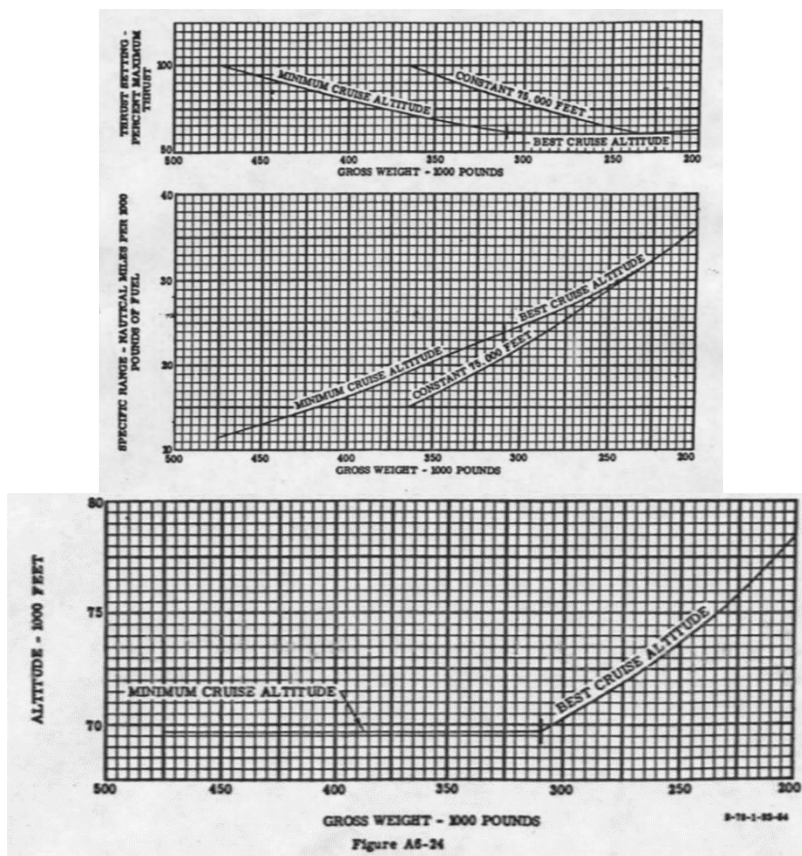 THRUST SETTING -
PERCENT MAXIMUM
THRUST
100
50
MINIMUM CRUISE ALTITUDE
CONSTANT 75,000 FEET
BEST CRUISE ALTITUDE
500 450 400 350 300 250 200
GROSS WEIGHT - 1000 POUNDS
SPECIFIC RANGE - NAUTICAL MILES PER 1000
POUNDS OF FUEL
40
30
20
10
BEST CRUISE ALTITUDE
MINIMUM CRUISE ALTITUDE
CONSTANT 75,000 FEET
500 450 400 350 300 250 200
GROSS WEIGHT - 1000 POUNDS
ALTITUDE - 1000 FEET
80
75
70
MINIMUM CRUISE ALTITUDE
BEST CRUISE ALTITUDE
500 450 400 350 300 250 200
GROSS WEIGHT - 1000 POUNDS
Figure A6-24